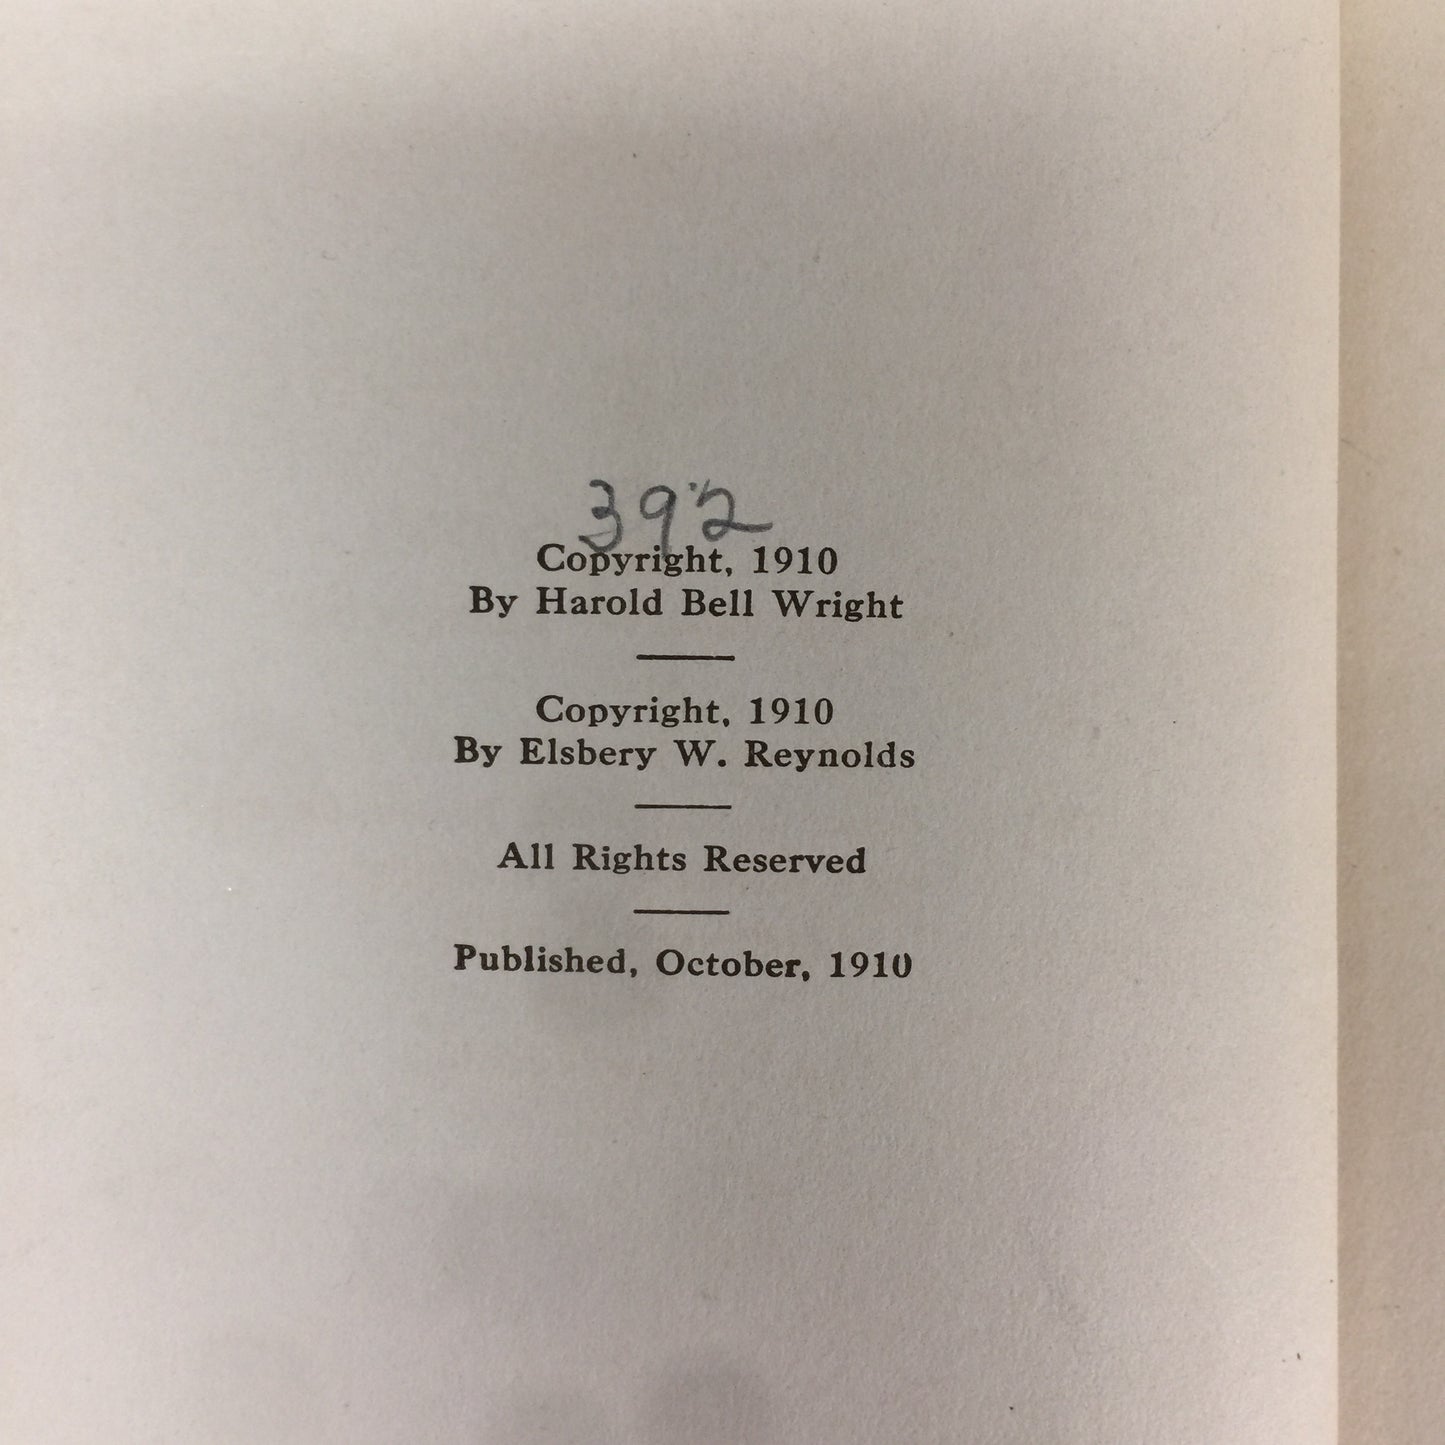 392
Copyright, 1910
By Harold Bell Wright
Copyright, 1910
By Elsbery W. Reynolds
All Rights Reserved
Published, October, 1910